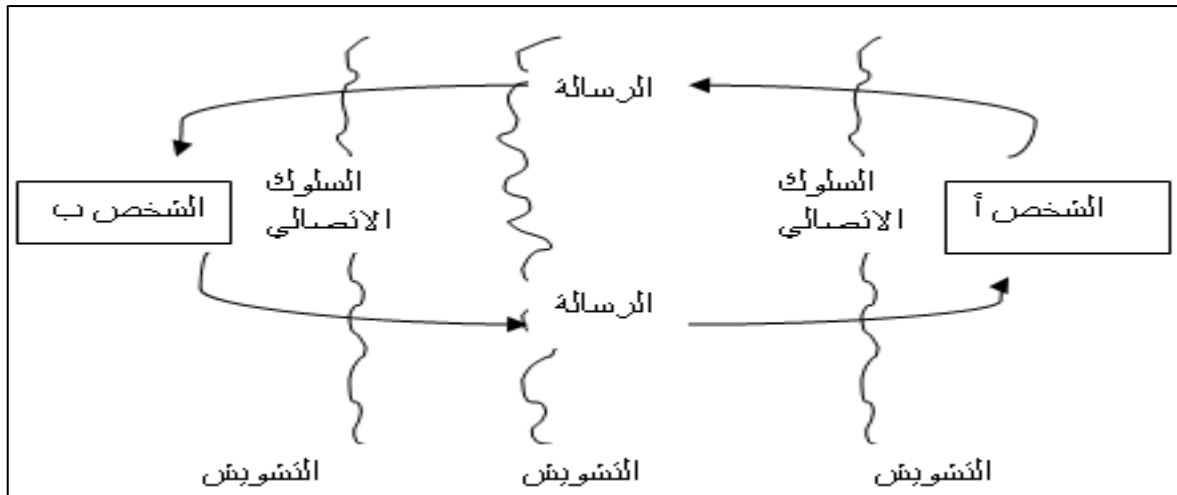 الرسالة
السلوك
الاتصالي
السلوك
الاتصالي
الشخص أ
الشخص ب
الرسالة
التشويش
التشويش
التشويش